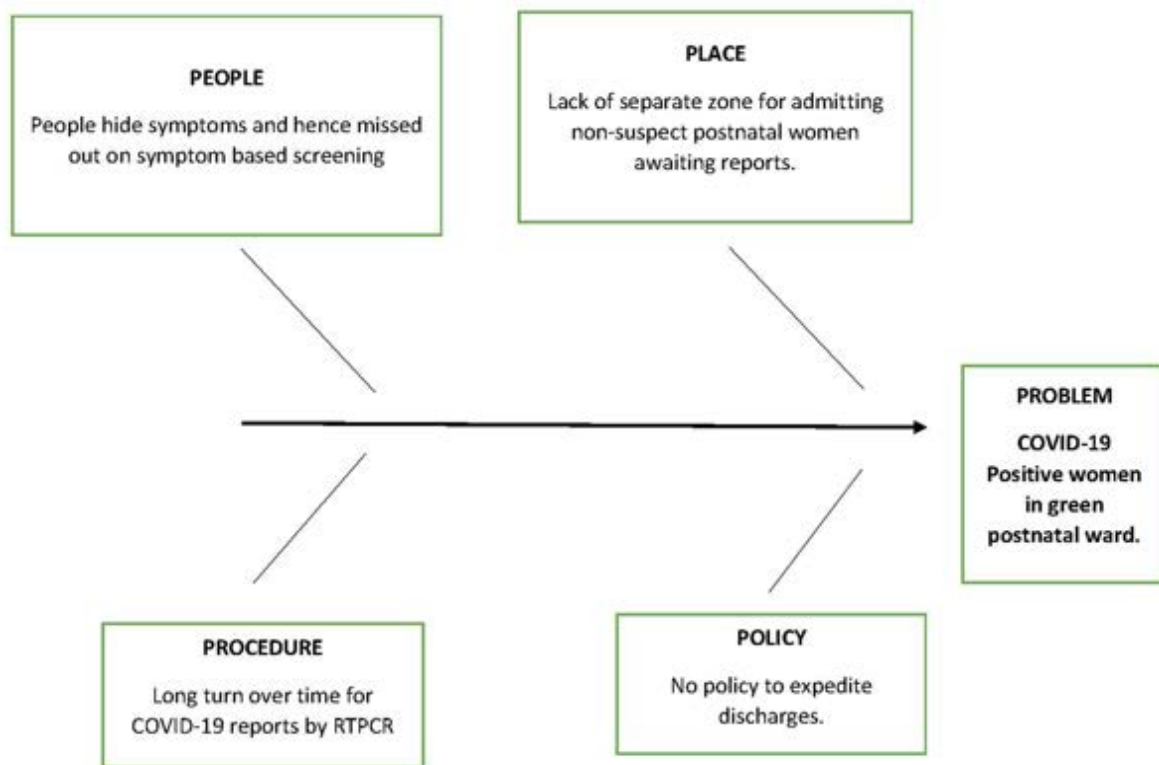 PEOPLE
People hide symptoms and hence missed
out on symptom based screening
PLACE
Lack of separate zone for admitting
non-suspect postnatal women
awaiting reports.
PROBLEM
COVID-19
Positive women
in green
postnatal ward.
PROCEDURE
Long turn over time for
COVID-19 reports by RTPCR
POLICY
No policy to expedite
discharges.